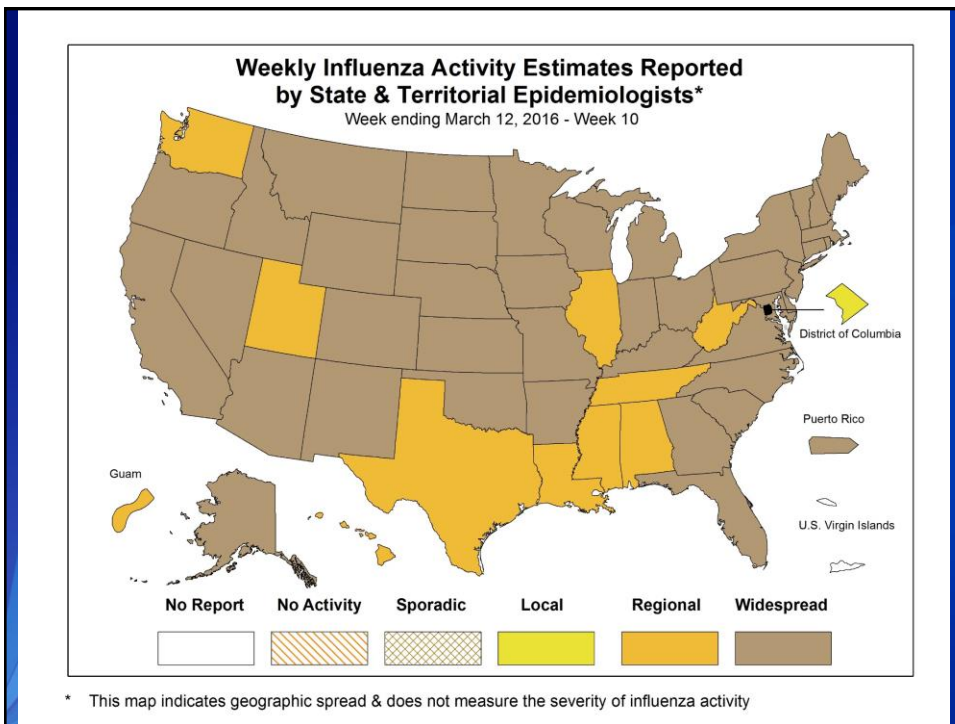 Weekly Influenza Activity Estimates Reported
by State & Territorial Epidemiologists*
Week ending March 12, 2016 - Week 10
District of Columbia
Puerto Rico
Guam
U.S. Virgin Islands
No Report No Activity Sporadic Local Regional Widespread
* This map indicates geographic spread & does not measure the severity of influenza activity